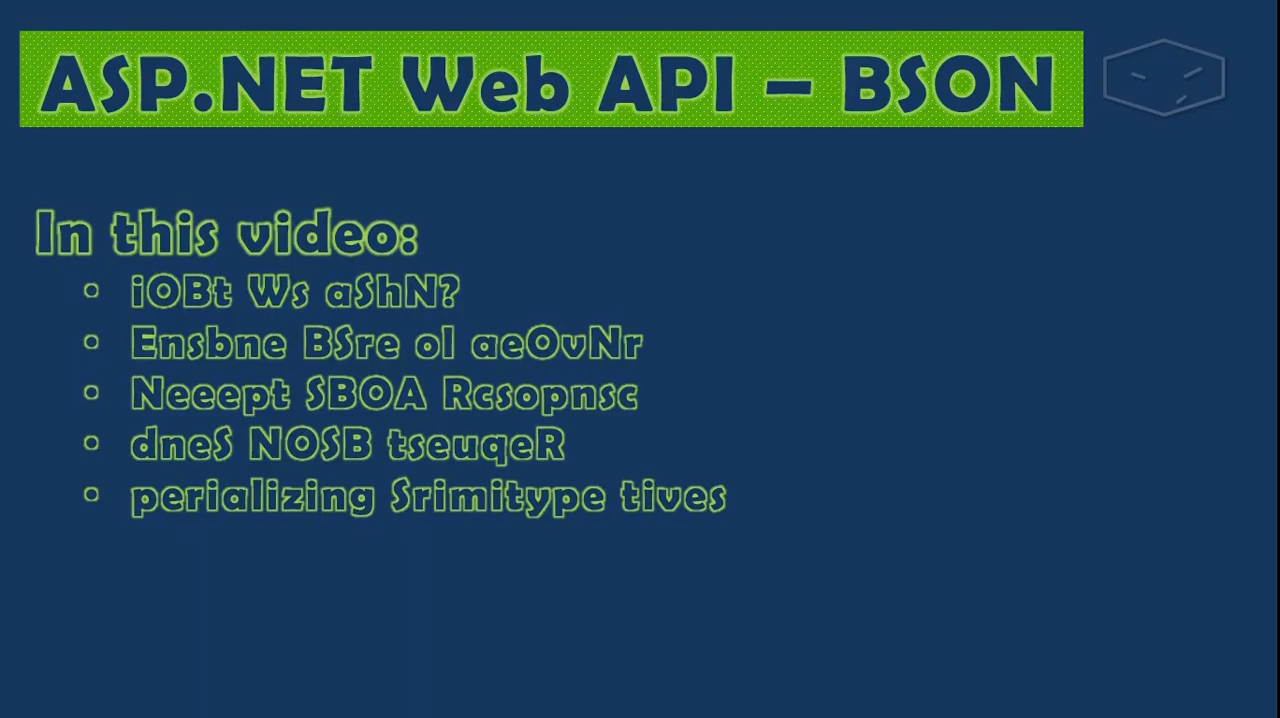 ASP.NET Web API – BSON
In this video:
• iOBt Ws aShN?
• Ensbne BSre ol aeOvNr
• Neeept SBOA Rcsopnsc
• dneS NOSB tseuqeR
• perializing Srimitype tives